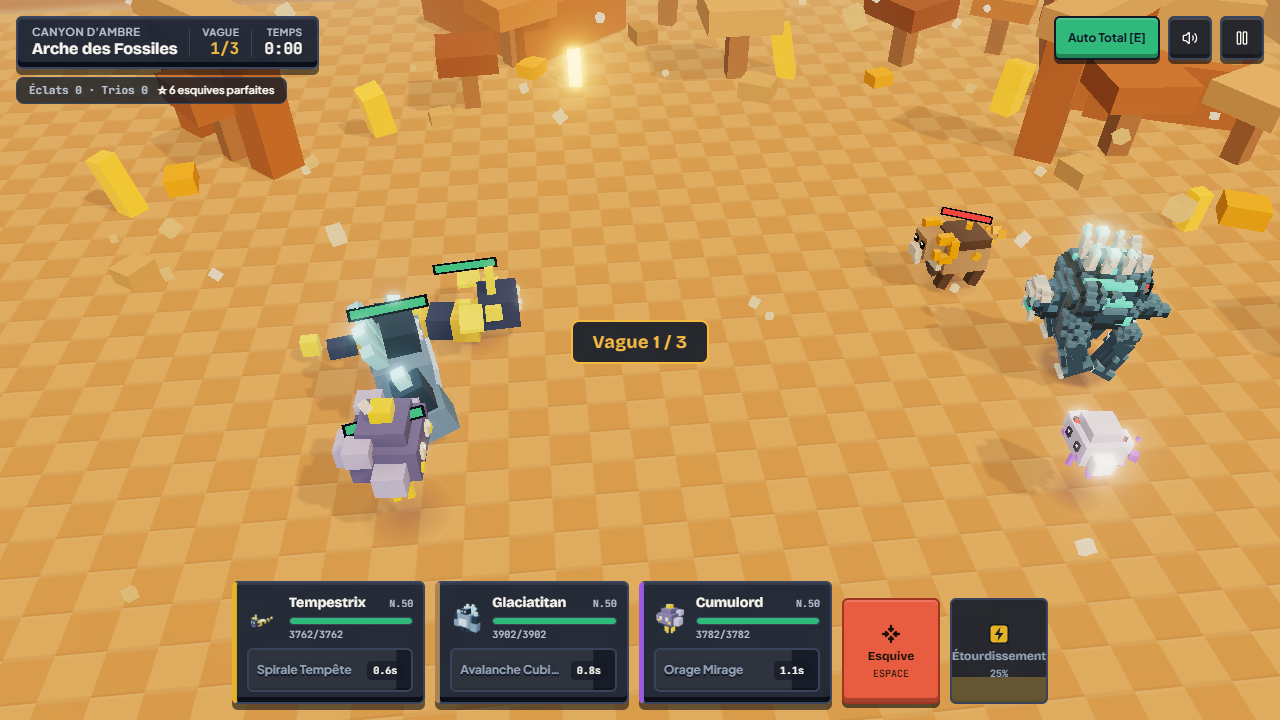 CANYON D'AMBRE
Arche des Fossiles
VAGUE
1/3
TEMPS
0:00
Éclats 0 · Trios 0 ★ 6 esquives parfaites
Auto Total [E]
Vague 1 / 3
Tempestrix N.50
3762/3762
Spirale Tempête 0.6s
Glaciatitan N.50
3902/3902
Avalanche Cubi... 0.8s
Cumulord N.50
3782/3782
Orage Mirage 1.1s
Esquive
ESPACE
Étourdissement
25%